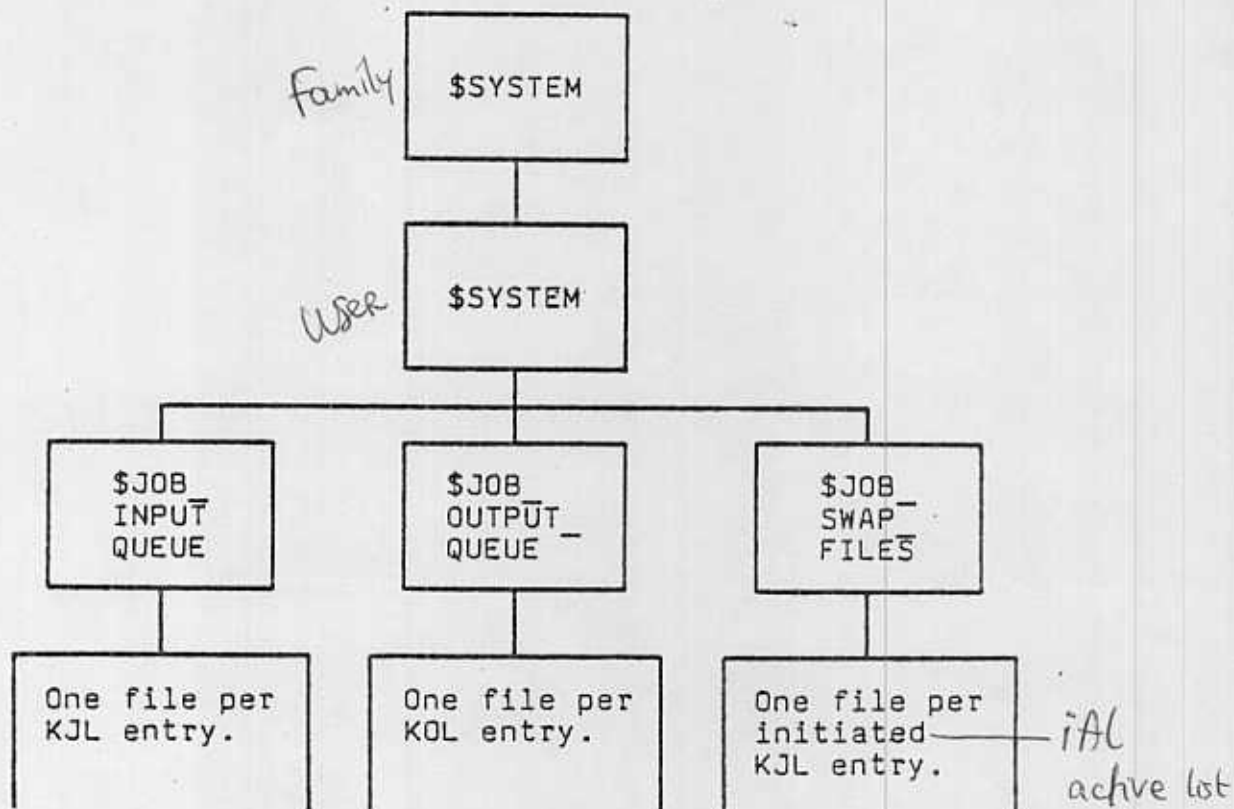 Family
$SYSTEM
User
$SYSTEM
$JOB_
INPUT_
QUEUE
$JOB_
OUTPUT_
QUEUE
$JOB_
SWAP_
FILES
One file per
KJL entry.
One file per
KOL entry.
One file per
initiated
KJL entry.
iAL
active list